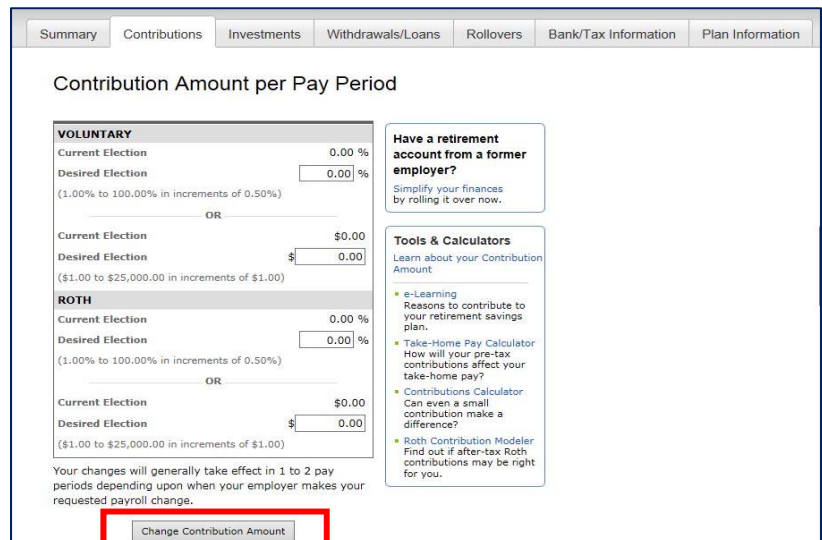 Summary Contributions Investments Withdrawals/Loans Rollovers Bank/Tax Information Plan Information
Contribution Amount per Pay Period
VOLUNTARY
Current Election 0.00 %
Desired Election 0.00 %
(1.00% to 100.00% in increments of 0.50%)
OR
Current Election $0.00
Desired Election $ 0.00
($1.00 to $25,000.00 in increments of $1.00)
ROTH
Current Election 0.00 %
Desired Election 0.00 %
(1.00% to 100.00% in increments of 0.50%)
OR
Current Election $0.00
Desired Election $ 0.00
($1.00 to $25,000.00 in increments of $1.00)
Your changes will generally take effect in 1 to 2 pay
periods depending upon when your employer makes your
requested payroll change.
Change Contribution Amount
Have a retirement
account from a former
employer?
Simplify your finances
by rolling it over now.
Tools & Calculators
Learn about your Contribution
Amount
e-Learning
Reasons to contribute to
your retirement savings
plan.
Take-Home Pay Calculator
How will your pre-tax
contributions affect your
take-home pay?
Contributions Calculator
Can even a small
contribution make a
difference?
Roth Contribution Modeler
Find out if after-tax Roth
contributions may be right
for you.